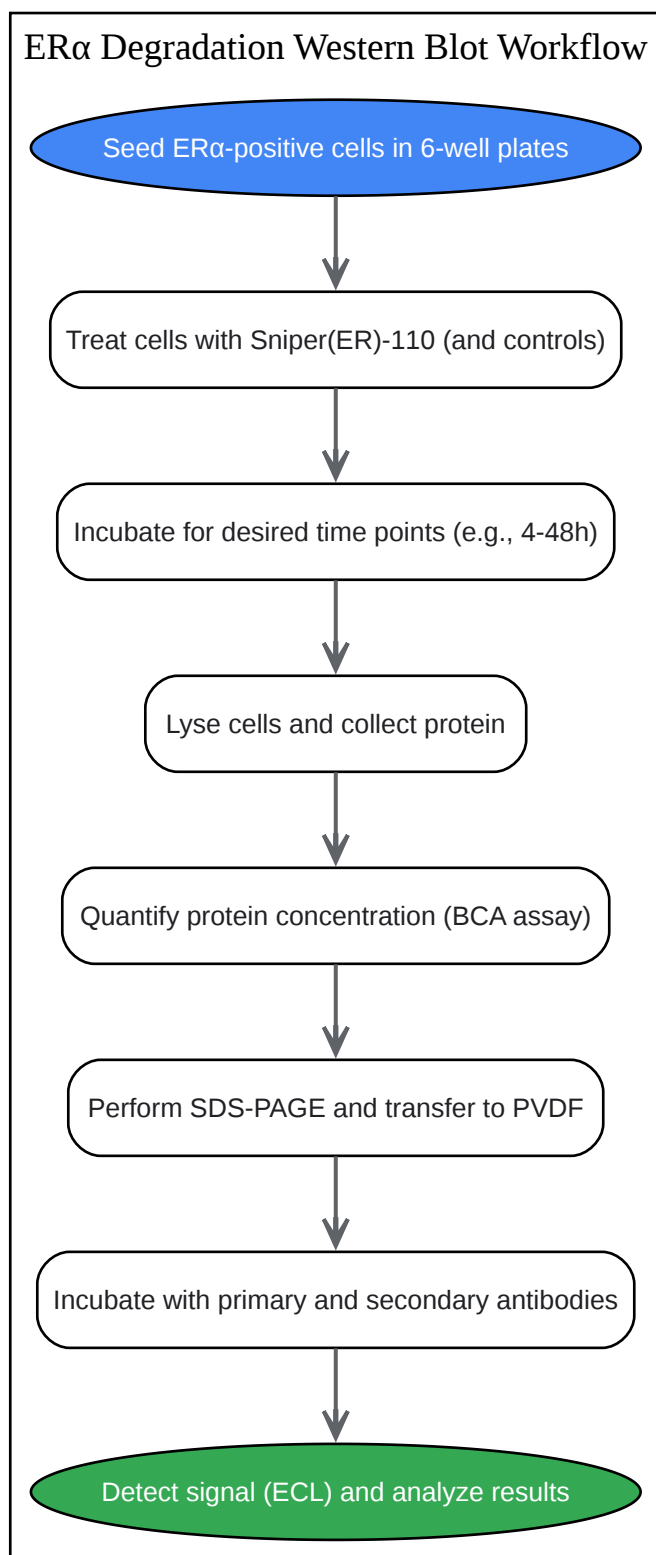 ERα Degradation Western Blot Workflow
Seed ERα-positive cells in 6-well plates
Treat cells with Sniper(ER)-110 (and controls)
Incubate for desired time points (e.g., 4-48h)
Lyse cells and collect protein
Quantify protein concentration (BCA assay)
Perform SDS-PAGE and transfer to PVDF
Incubate with primary and secondary antibodies
Detect signal (ECL) and analyze results